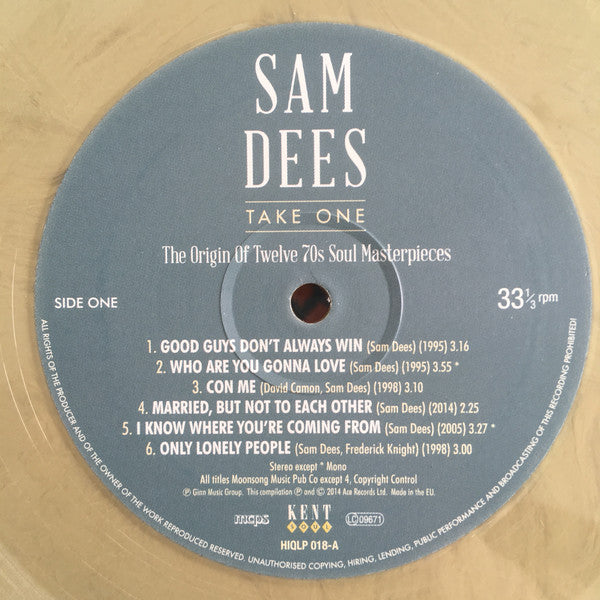 SAM
DEES
TAKE ONE
The Origin Of Twelve 70s Soul Masterpieces
SIDE ONE
33 1/3 rpm
1. GOOD GUYS DON'T ALWAYS WIN (Sam Dees) (1995) 3.16
2. WHO ARE YOU GONNA LOVE (Sam Dees) (1995) 3.55 *
3. CON ME (David Camon, Sam Dees) (1998) 3.10
4. MARRIED, BUT NOT TO EACH OTHER (Sam Dees) (2014) 2.25
5. I KNOW WHERE YOU'RE COMING FROM (Sam Dees) (2005) 3.27 *
6. ONLY LONELY PEOPLE (Sam Dees, Frederick Knight) (1998) 3.00
Stereo except * Mono
All titles Moonsong Music Pub Co except 4, Copyright Control
℗ Ginn Music Group. This compilation ℗ and © 2014 Ace Records Ltd. Made in the EU.
mcps
KENT
SOUL
LC 09671
HIQLP 018-A
ALL RIGHTS OF THE PRODUCER AND OF THE OWNER OF THE WORK REPRODUCED RESERVED. UNAUTHORISED COPYING, HIRING, LENDING, PUBLIC PERFORMANCE AND BROADCASTING OF THIS RECORDING PROHIBITED!